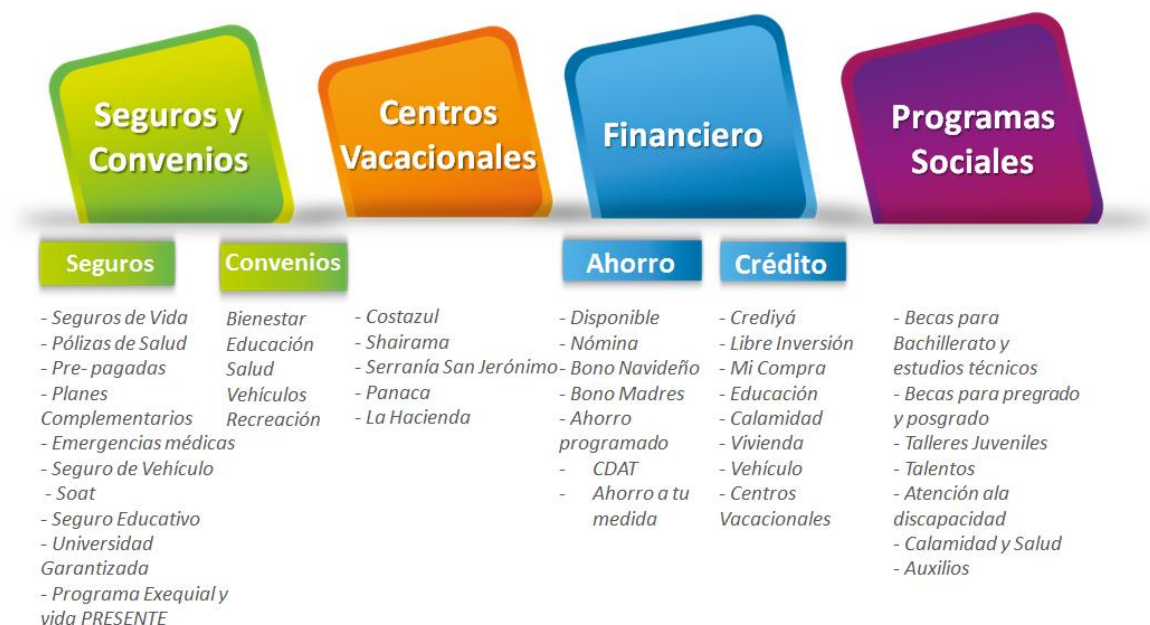 Seguros y
Convenios
Centros
Vacacionales
Financiero
Programas
Sociales
Seguros
- Seguros de Vida
- Pólizas de Salud
- Pre- pagadas
- Planes
Complementarios
- Emergencias médicas
- Seguro de Vehículo
- Soat
- Seguro Educativo
- Universidad
Garantizada
- Programa Exequial y
vida PRESENTE
Convenios
Bienestar
Educación
Salud
Vehículos
Recreación
- Costazul
- Shairama
- Serranía San Jerónimo
- Panaca
- La Hacienda
Ahorro
- Disponible
- Nómina
- Bono Navideño
- Bono Madres
- Ahorro
programado
- CDAT
- Ahorro a tu
medida
Crédito
- Crediyá
- Libre Inversión
- Mi Compra
- Educación
- Calamidad
- Vivienda
- Vehículo
- Centros
Vacacionales
- Becas para
Bachillerato y
estudios técnicos
- Becas para pregrado
y posgrado
- Talleres Juveniles
- Talentos
- Atención ala
discapacidad
- Calamidad y Salud
- Auxilios